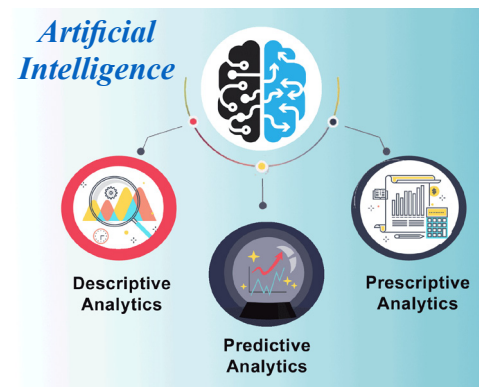 Artificial
Intelligence
Descriptive
Analytics
Predictive
Analytics
Prescriptive
Analytics
$